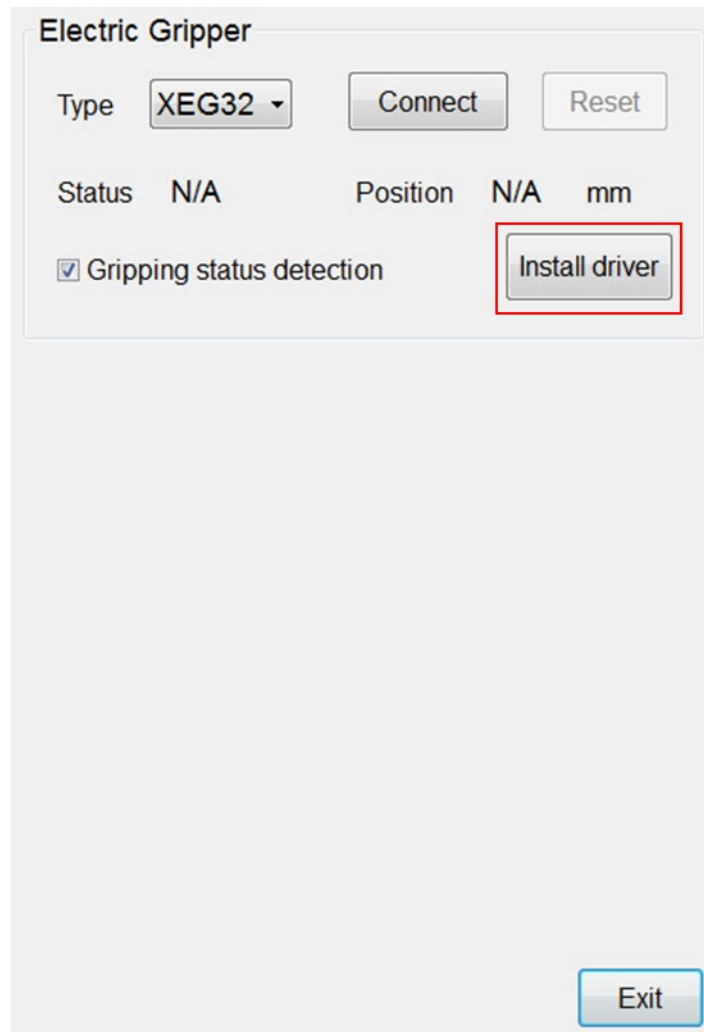 Electric Gripper
Type XEG32 Connect Reset
Status N/A Position N/A mm
Gripping status detection Install driver
Exit